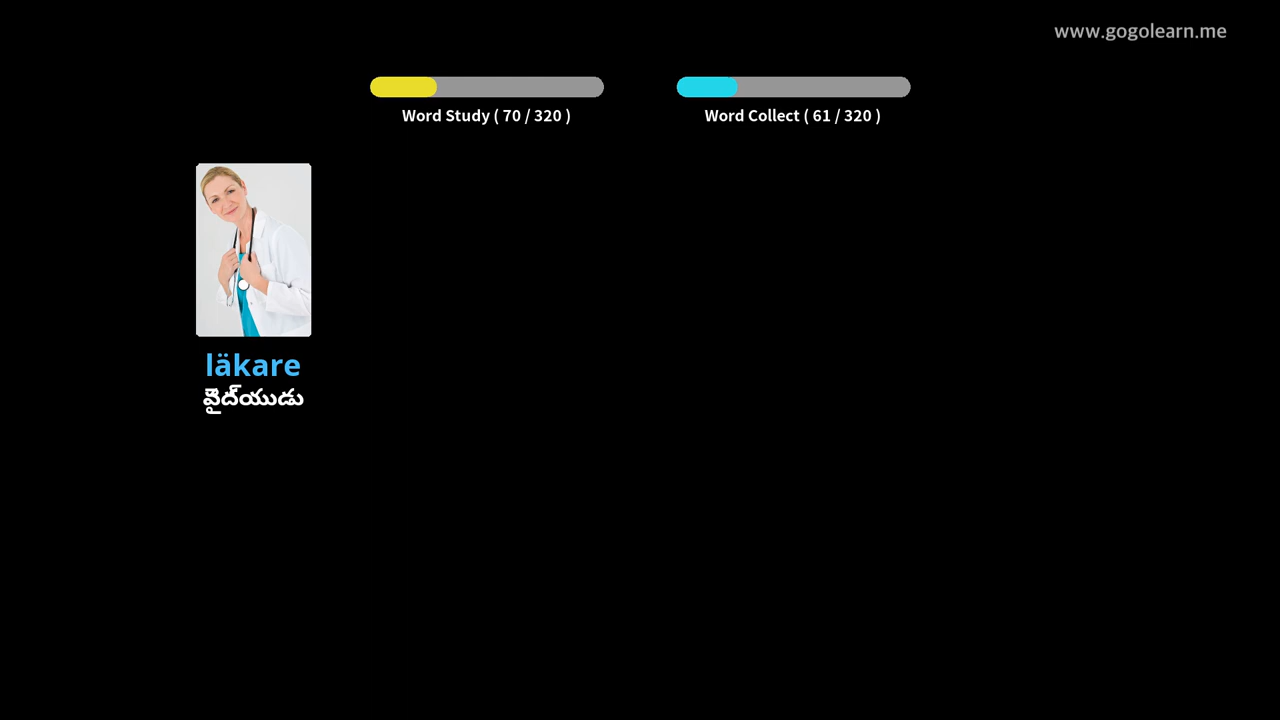 www.gogolearn.me
Word Study ( 70 / 320 )
Word Collect ( 61 / 320 )
läkare
వైద్యుడు